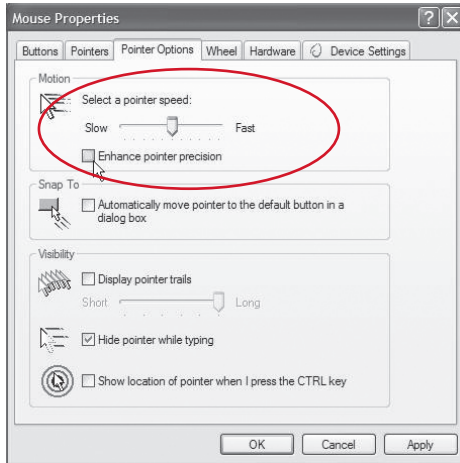 Mouse Properties
Buttons Pointers Pointer Options Wheel Hardware Device Settings
Motion
Select a pointer speed:
Slow Fast
Enhance pointer precision
Snap To
Automatically move pointer to the default button in a
dialog box
Visibility
Display pointer trails
Short Long
Hide pointer while typing
Show location of pointer when I press the CTRL key
OK Cancel Apply